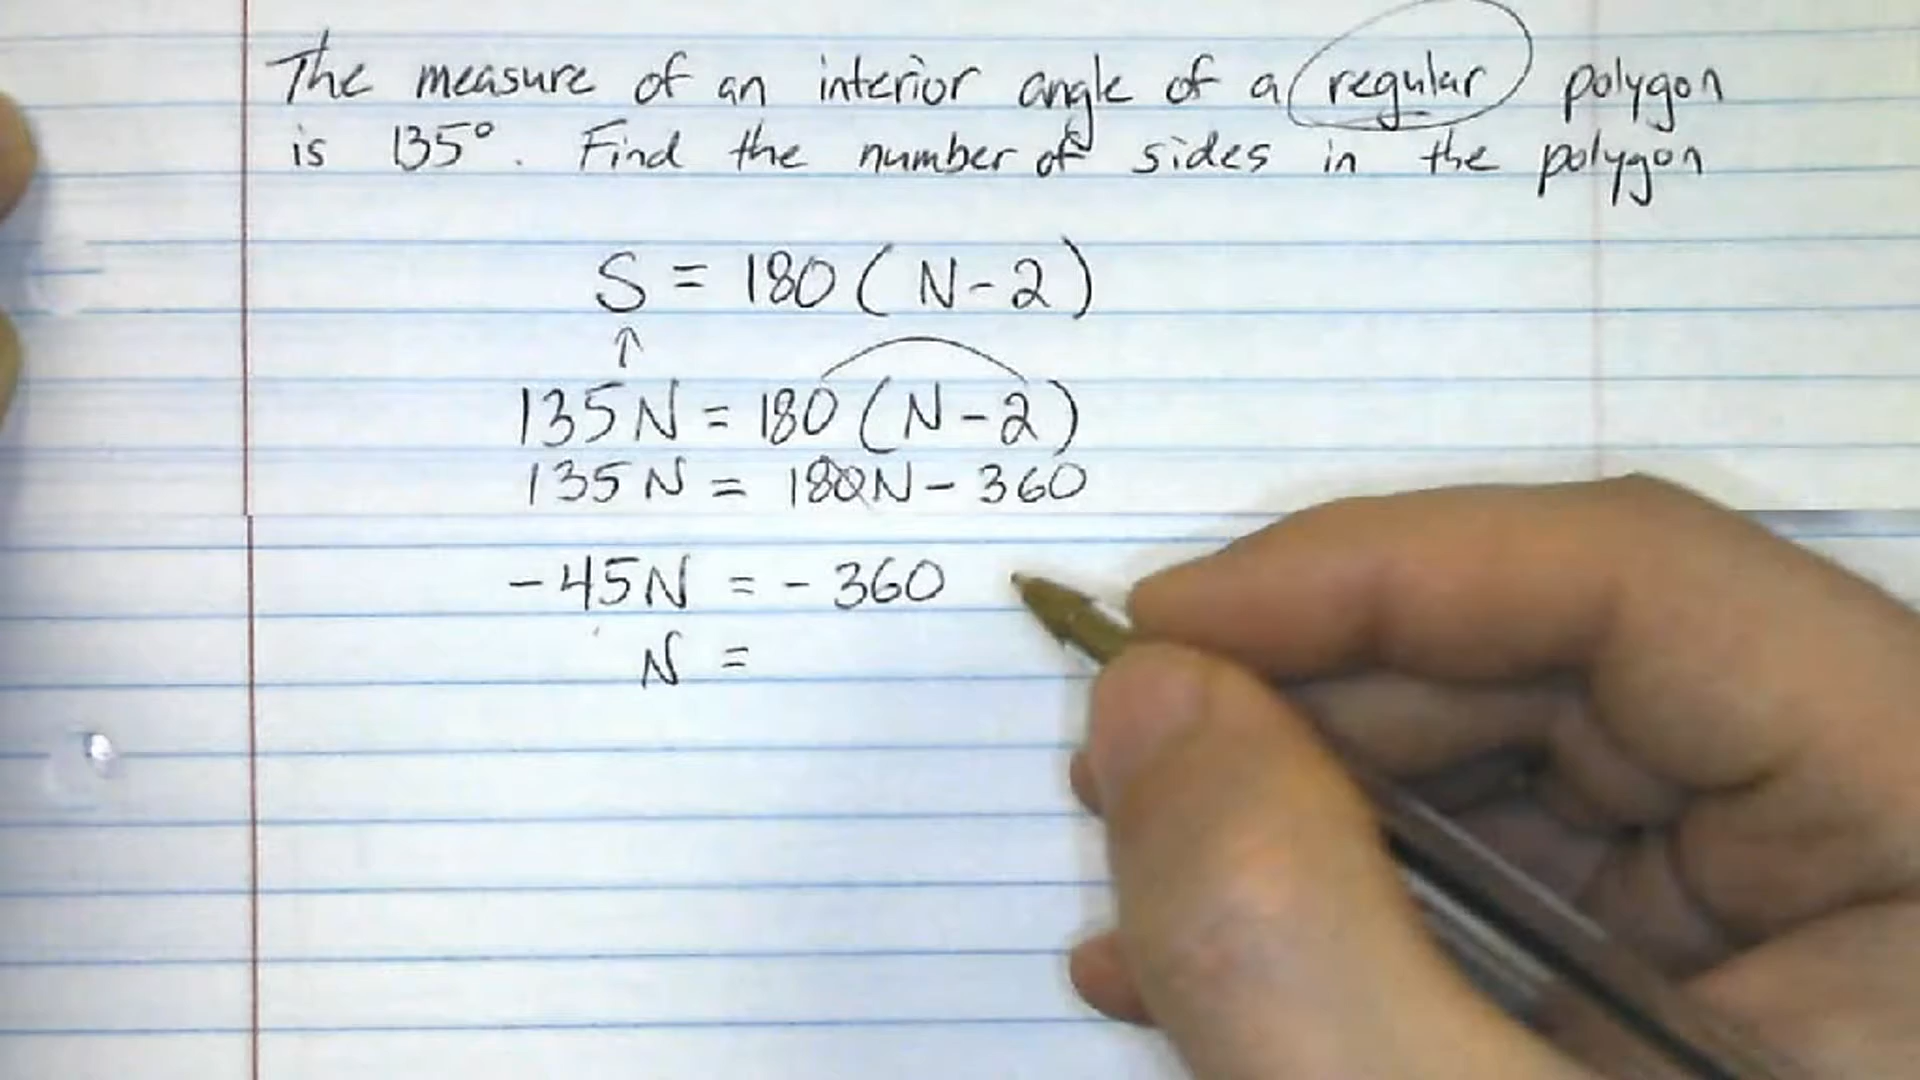 The measure of an interior angle of a regular polygon
is 135°. Find the number of sides in the polygon
S = 180 ( N - 2 )
↑
135N = 180 ( N - 2 )
135N = 180N - 360
- 45N = - 360
N =